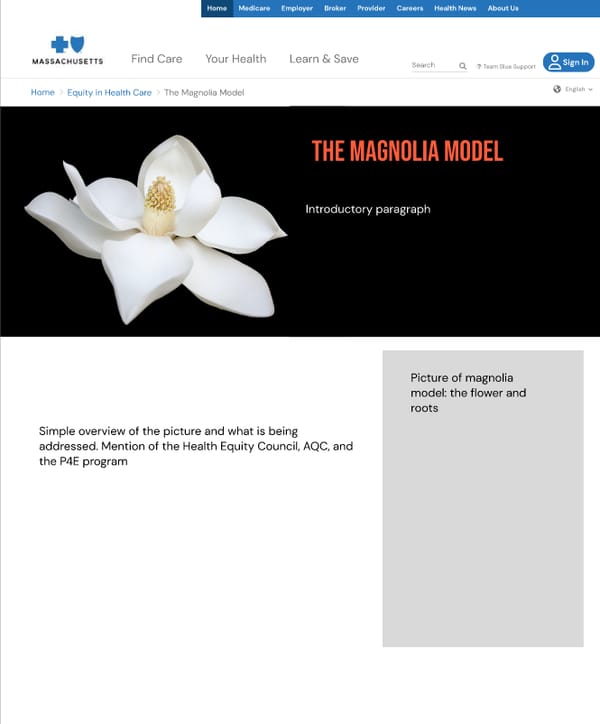 Home Medicare Employer Broker Provider Careers Health News About Us
MASSACHUSETTS
Find Care Your Health Learn & Save
Search
? Team Blue Support
Sign In
Home > Equity in Health Care > The Magnolia Model
English
THE MAGNOLIA MODEL
Introductory paragraph
Picture of magnolia
model: the flower and
roots
Simple overview of the picture and what is being
addressed. Mention of the Health Equity Council, AQC, and
the P4E program